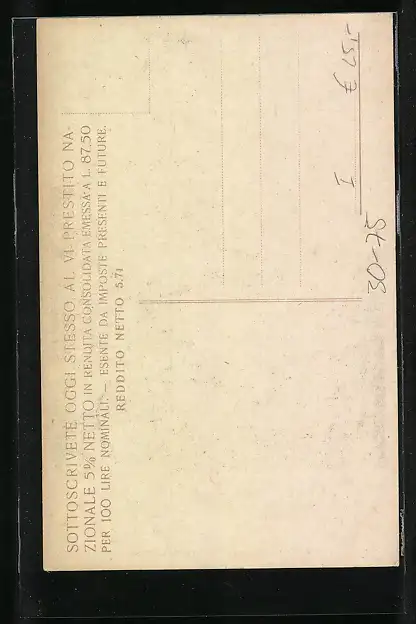 SOTTOSCRIVETE OGGI STESSO AL VI° PRESTITO NA-
ZIONALE 5% NETTO IN RENDITA CONSOLIDATA EMESSA A L. 87.50
PER 100 LIRE NOMINALI. — ESENTE DA IMPOSTE PRESENTI E FUTURE.
REDDITO NETTO 5.71
I € 25,-
30-75